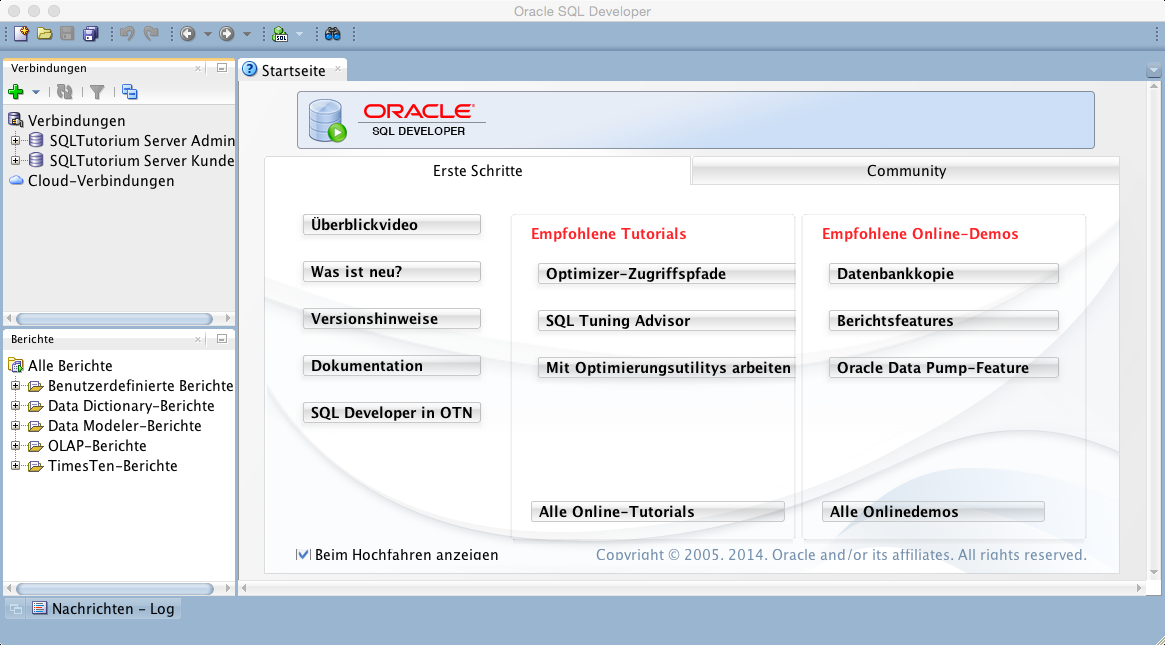 Oracle SQL Developer
SQL
Verbindungen
Verbindungen
SQLTutorium Server Admin
SQLTutorium Server Kunde
Cloud-Verbindungen
Berichte
Alle Berichte
Benutzerdefinierte Berichte
Data Dictionary-Berichte
Data Modeler-Berichte
OLAP-Berichte
TimesTen-Berichte
Startseite
ORACLE
SQL DEVELOPER
Erste Schritte
Community
Überblickvideo
Was ist neu?
Versionshinweise
Dokumentation
SQL Developer in OTN
Empfohlene Tutorials
Optimizer-Zugriffspfade
SQL Tuning Advisor
Mit Optimierungsutilitys arbeiten
Alle Online-Tutorials
Empfohlene Online-Demos
Datenbankkopie
Berichtsfeatures
Oracle Data Pump-Feature
Alle Onlinedemos
Beim Hochfahren anzeigen
Copyright © 2005, 2014, Oracle and/or its affiliates. All rights reserved.
Nachrichten - Log